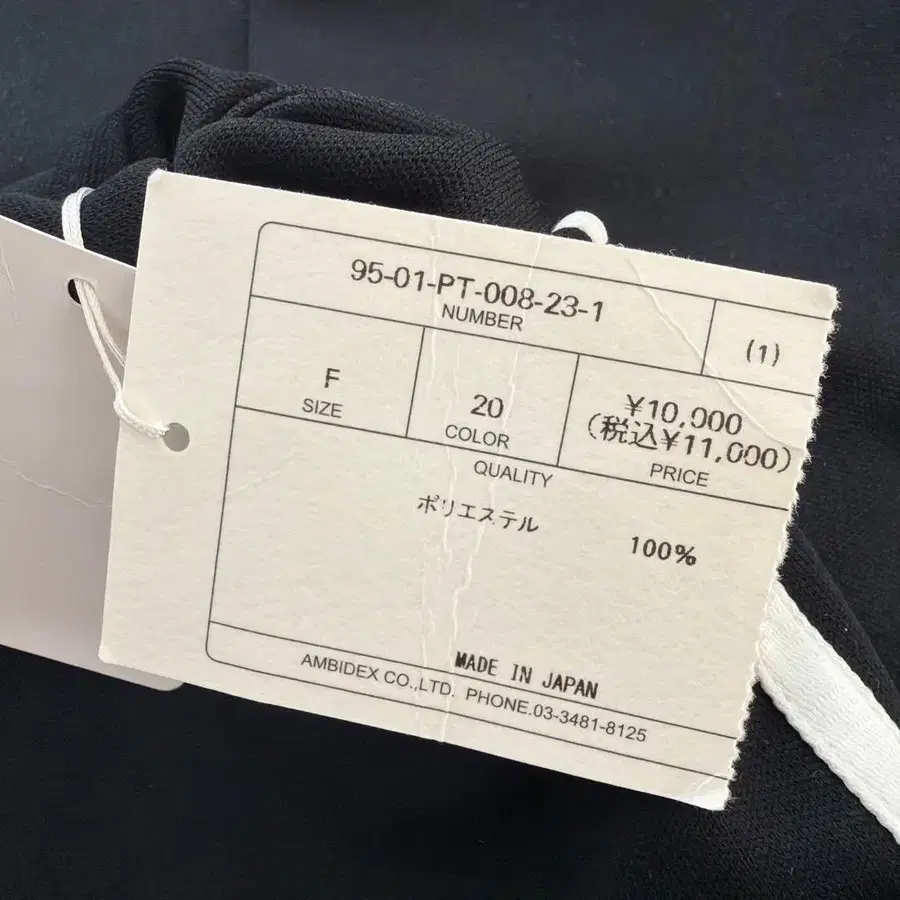 95-01-PT-008-23-1
NUMBER
(1)
F
SIZE
20
COLOR
¥10,000
(税込¥11,000)
PRICE
QUALITY
ポリエステル 100%
MADE IN JAPAN
AMBIDEX CO.,LTD. PHONE.03-3481-8125